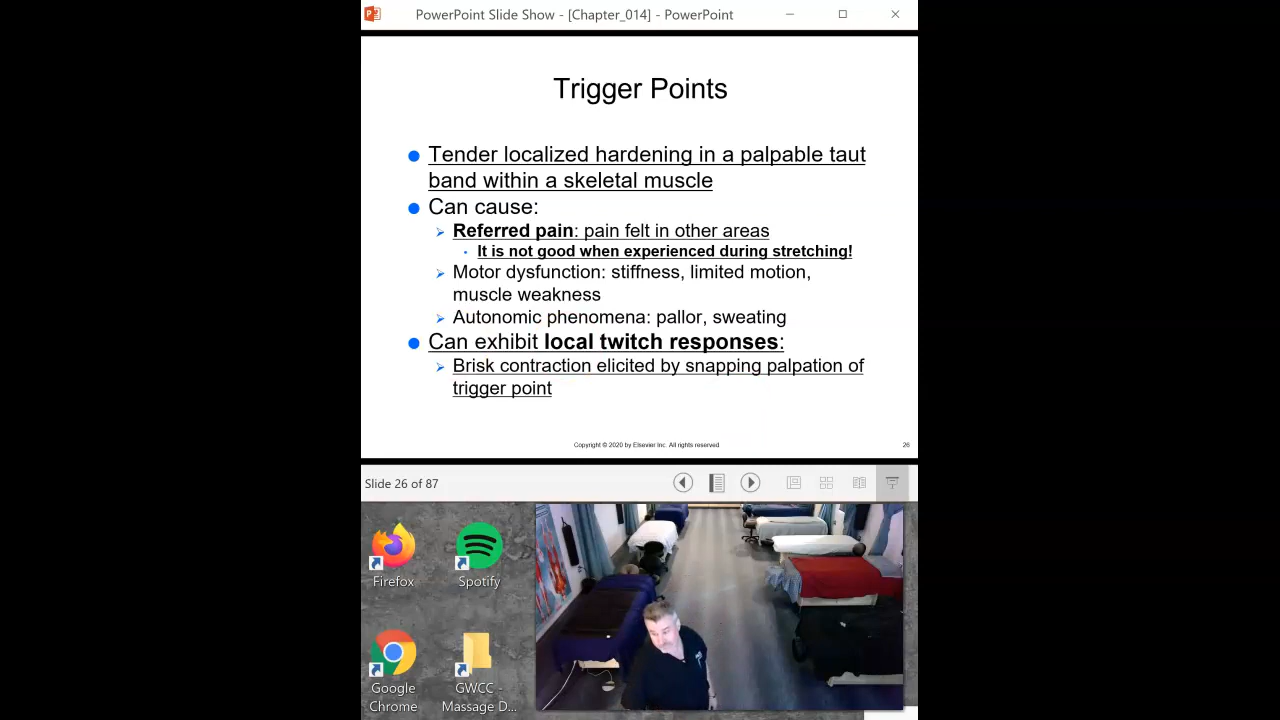 PowerPoint Slide Show - [Chapter_014] - PowerPoint
Trigger Points
Tender localized hardening in a palpable taut
band within a skeletal muscle
Can cause:
Referred pain: pain felt in other areas
It is not good when experienced during stretching!
Motor dysfunction: stiffness, limited motion,
muscle weakness
Autonomic phenomena: pallor, sweating
Can exhibit local twitch responses:
Brisk contraction elicited by snapping palpation of
trigger point
Copyright © 2020 by Elsevier Inc. All rights reserved
26
Slide 26 of 87
Firefox
Spotify
Google
Chrome
GWCC -
Massage D...